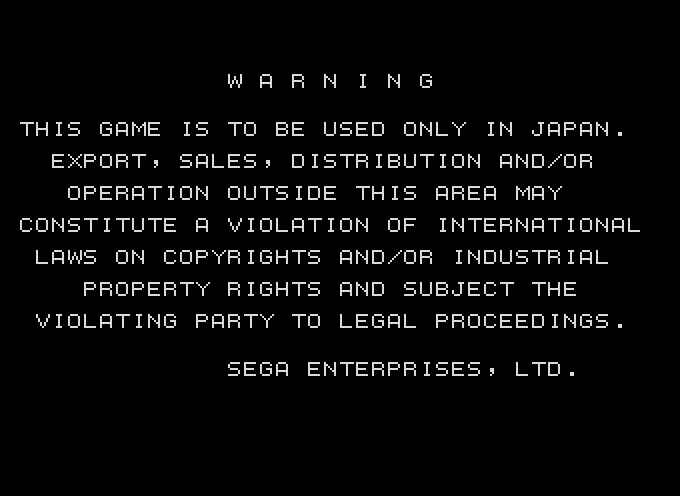 W A R N I N G
THIS GAME IS TO BE USED ONLY IN JAPAN.
EXPORT, SALES, DISTRIBUTION AND/OR
OPERATION OUTSIDE THIS AREA MAY
CONSTITUTE A VIOLATION OF INTERNATIONAL
LAWS ON COPYRIGHTS AND/OR INDUSTRIAL
PROPERTY RIGHTS AND SUBJECT THE
VIOLATING PARTY TO LEGAL PROCEEDINGS.
SEGA ENTERPRISES, LTD.